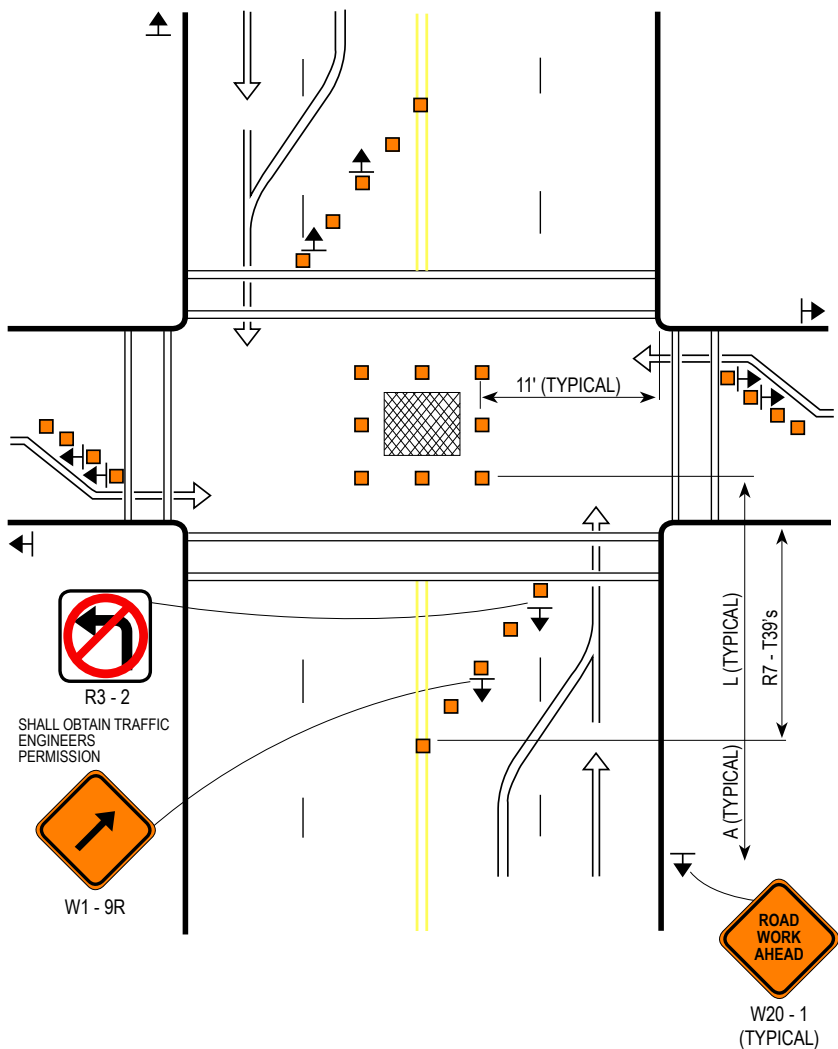 11' (TYPICAL)
L (TYPICAL)
R7 - T39's
A (TYPICAL)
R3 - 2
SHALL OBTAIN TRAFFIC
ENGINEERS
PERMISSION
W1 - 9R
ROAD
WORK
AHEAD
W20 - 1
(TYPICAL)